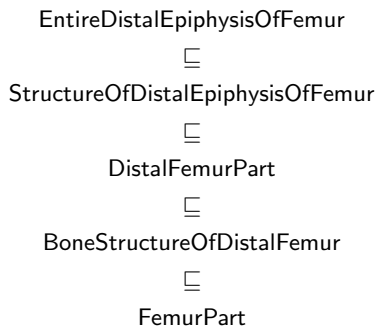 EntireDistalEpiphysisOfFemur
⊑
StructureOfDistalEpiphysisOfFemur
⊑
DistalFemurPart
⊑
BoneStructureOfDistalFemur
⊑
FemurPart